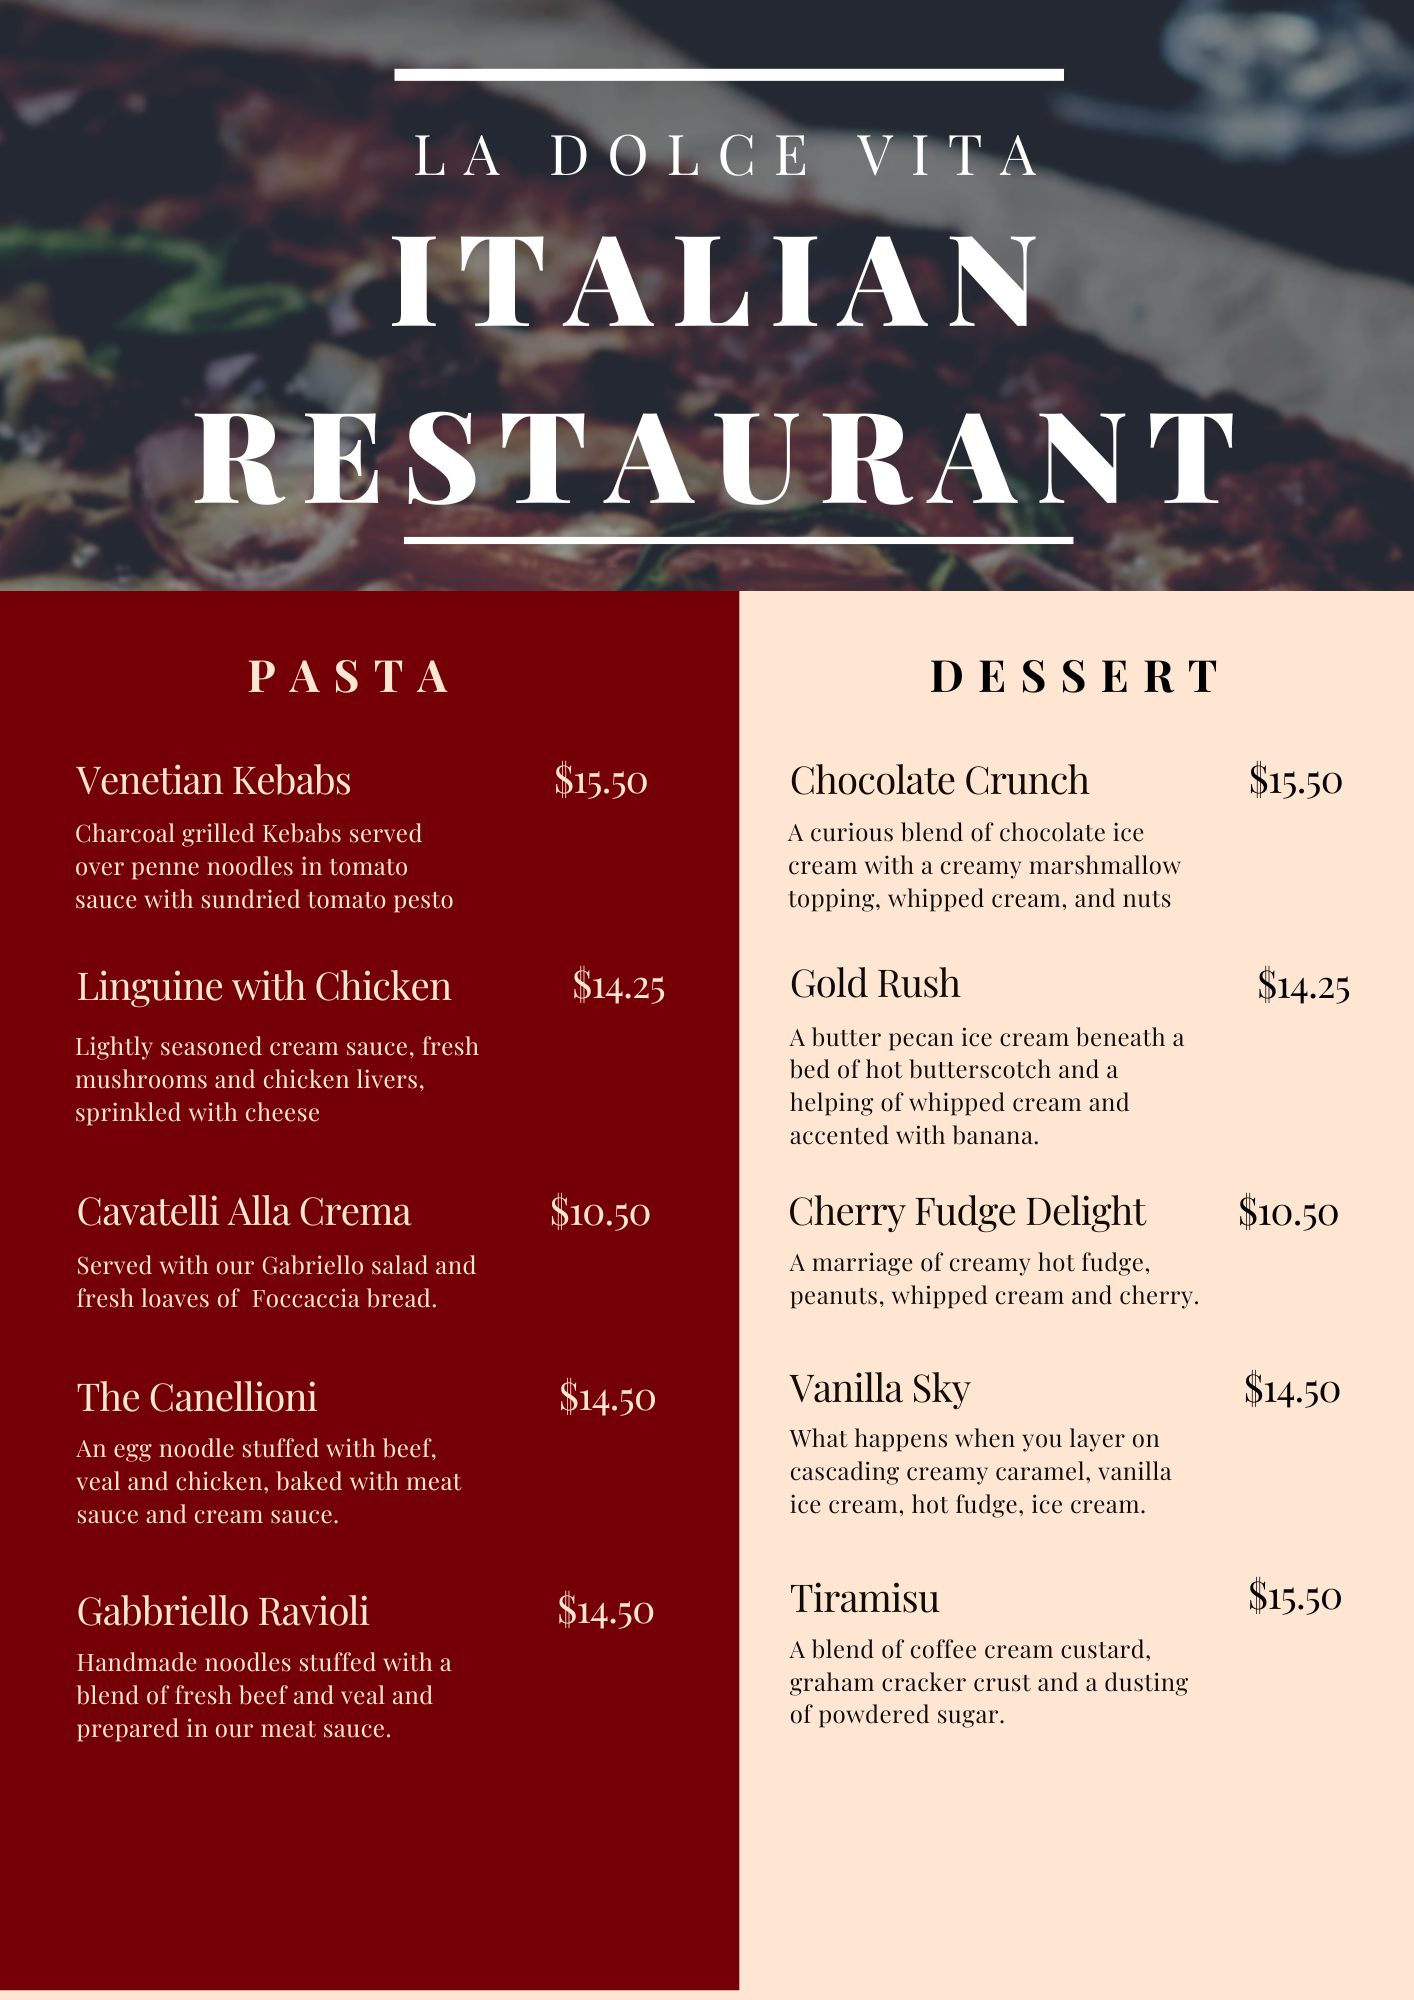 LA DOLCE VITA
ITALIAN
RESTAURANT
PASTA
Venetian Kebabs $15.50
Charcoal grilled Kebabs served
over penne noodles in tomato
sauce with sundried tomato pesto
Linguine with Chicken $14.25
Lightly seasoned cream sauce, fresh
mushrooms and chicken livers,
sprinkled with cheese
Cavatelli Alla Crema $10.50
Served with our Gabriello salad and
fresh loaves of  Foccaccia bread.
The Canellioni $14.50
An egg noodle stuffed with beef,
veal and chicken, baked with meat
sauce and cream sauce.
Gabbriello Ravioli $14.50
Handmade noodles stuffed with a
blend of fresh beef and veal and
prepared in our meat sauce.
DESSERT
Chocolate Crunch $15.50
A curious blend of chocolate ice
cream with a creamy marshmallow
topping, whipped cream, and nuts
Gold Rush $14.25
A butter pecan ice cream beneath a
bed of hot butterscotch and a
helping of whipped cream and
accented with banana.
Cherry Fudge Delight $10.50
A marriage of creamy hot fudge,
peanuts, whipped cream and cherry.
Vanilla Sky $14.50
What happens when you layer on
cascading creamy caramel, vanilla
ice cream, hot fudge, ice cream.
Tiramisu $15.50
A blend of coffee cream custard,
graham cracker crust and a dusting
of powdered sugar.